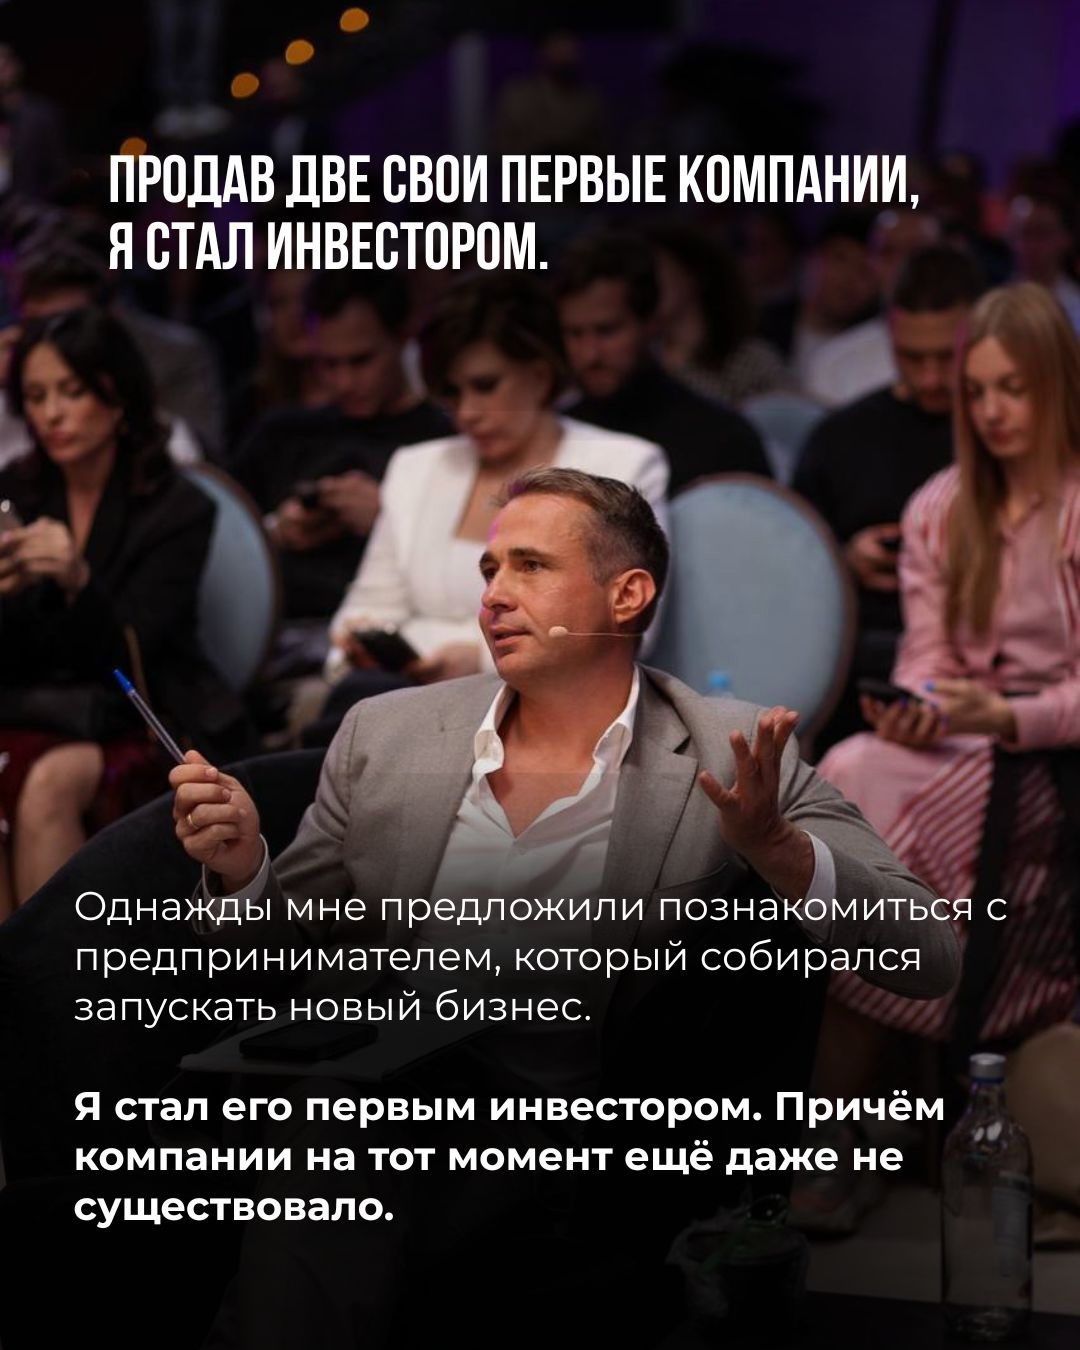 ПРОДАВ ДВЕ СВОИ ПЕРВЫЕ КОМПАНИИ,
Я СТАЛ ИНВЕСТОРОМ.
Однажды мне предложили познакомиться с
предпринимателем, который собирался
запускать новый бизнес.
Я стал его первым инвестором. Причём
компании на тот момент ещё даже не
существовало.